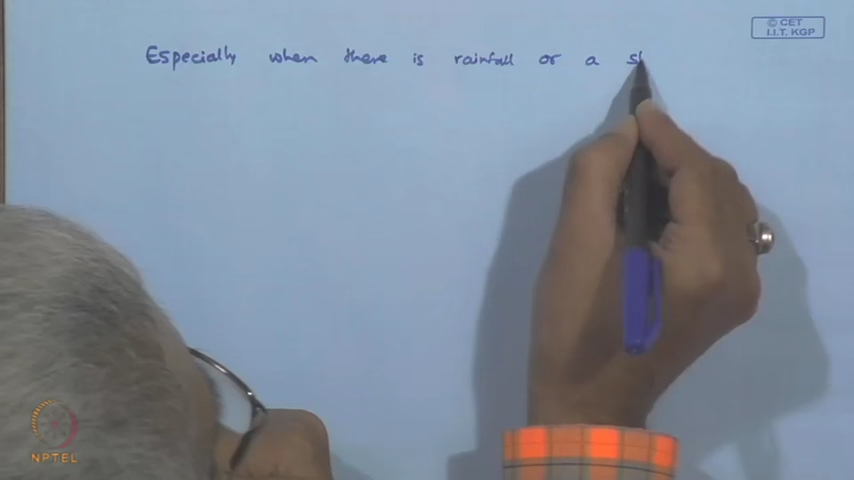 © CET
I.I.T. KGP
Especially when there is rainfall or a
NPTEL